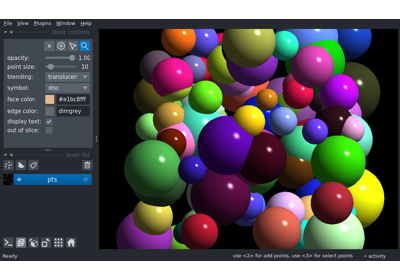 File View Plugins Window Help
layer controls
opacity: 1.00
point size: 10
blending: translucen
symbol: disc
face color: #e1bc8fff
edge color: dimgrey
display text:
out of slice:
layer list
pts
Ready use <2> for add points, use <3> for select points activity